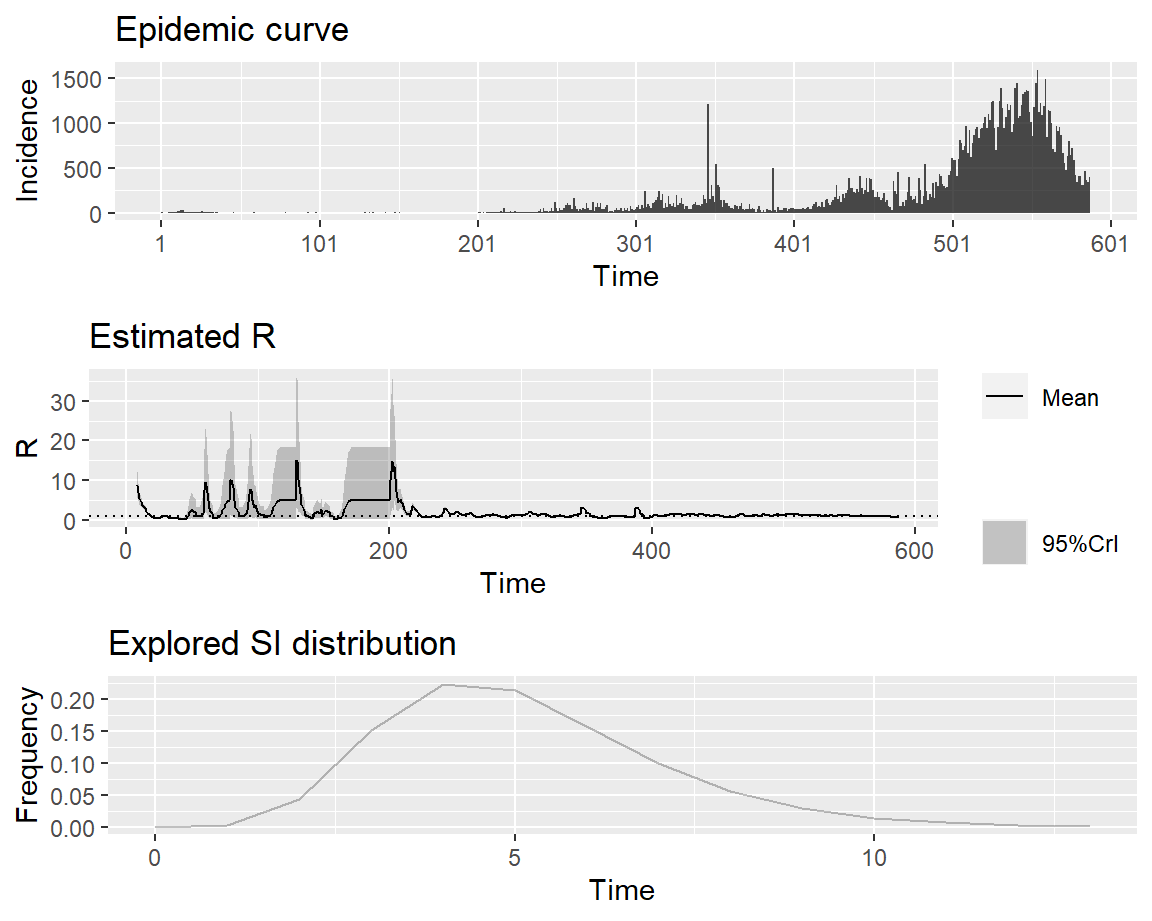 Epidemic curve
Incidence
1500
1000
500
0
1 101 201 301 401 501 601
Time
Estimated R
R
30
20
10
0
0 200 400 600
Time
Mean
95%CrI
Explored SI distribution
Frequency
0.20
0.15
0.10
0.05
0.00
0 5 10
Time